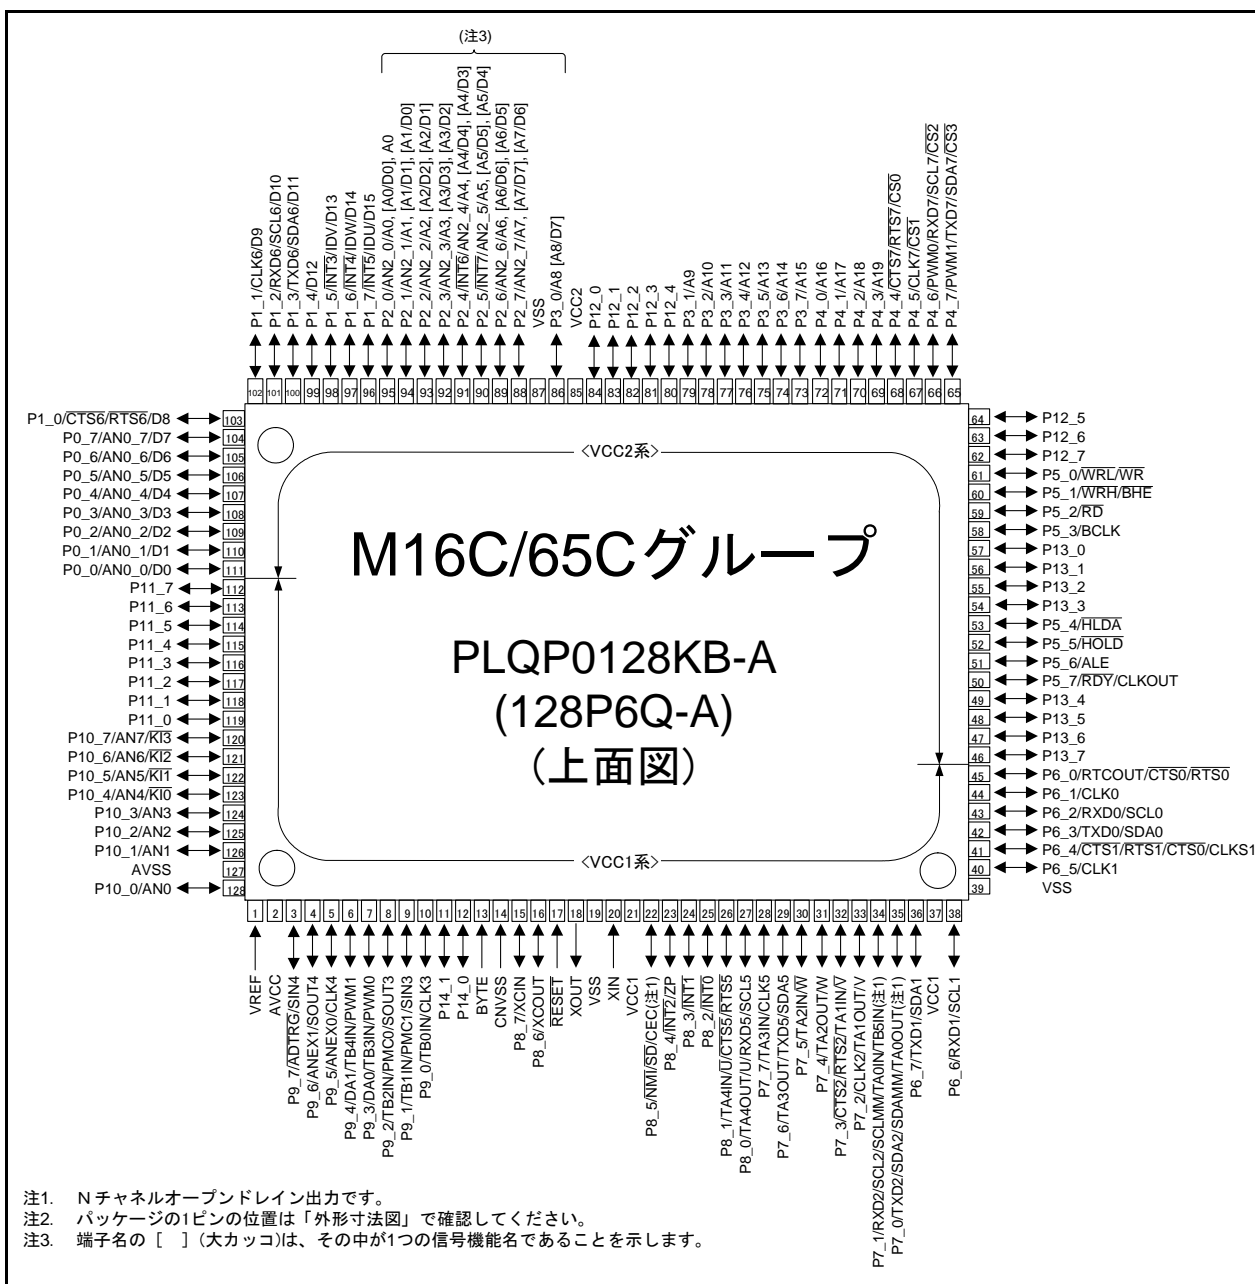 (注3)
P1_1/CLK6/D9
P1_2/RXD6/SCL6/D10
P1_3/TXD6/SDA6/D11
P1_4/D12
P1_5/INT3/IDV/D13
P1_6/INT4/IDW/D14
P1_7/INT5/IDU/D15
P2_0/AN2_0/A0, [A0/D0], A0
P2_1/AN2_1/A1, [A1/D1], [A1/D0]
P2_2/AN2_2/A2, [A2/D2], [A2/D1]
P2_3/AN2_3/A3, [A3/D3], [A3/D2]
P2_4/INT6/AN2_4/A4, [A4/D4], [A4/D3]
P2_5/INT7/AN2_5/A5, [A5/D5], [A5/D4]
P2_6/AN2_6/A6, [A6/D6], [A6/D5]
P2_7/AN2_7/A7, [A7/D7], [A7/D6]
VSS
P3_0/A8 [A8/D7]
VCC2
P12_0
P12_1
P12_2
P12_3
P12_4
P3_1/A9
P3_2/A10
P3_3/A11
P3_4/A12
P3_5/A13
P3_6/A14
P3_7/A15
P4_0/A16
P4_1/A17
P4_2/A18
P4_3/A19
P4_4/CTS7/RTS7/CS0
P4_5/CLK7/CS1
P4_6/PWM0/RXD7/SCL7/CS2
P4_7/PWM1/TXD7/SDA7/CS3
102 101 100 99 98 97 96 95 94 93 92 91 90 89 88 87 86 85 84 83 82 81 80 79 78 77 76 75 74 73 72 71 70 69 68 67 66 65
P1_0/CTS6/RTS6/D8 103
P0_7/AN0_7/D7 104
P0_6/AN0_6/D6 105
P0_5/AN0_5/D5 106
P0_4/AN0_4/D4 107
P0_3/AN0_3/D3 108
P0_2/AN0_2/D2 109
P0_1/AN0_1/D1 110
P0_0/AN0_0/D0 111
P11_7 112
P11_6 113
P11_5 114
P11_4 115
P11_3 116
P11_2 117
P11_1 118
P11_0 119
P10_7/AN7/KI3 120
P10_6/AN6/KI2 121
P10_5/AN5/KI1 122
P10_4/AN4/KI0 123
P10_3/AN3 124
P10_2/AN2 125
P10_1/AN1 126
AVSS 127
P10_0/AN0 128
<VCC2系>
M16C/65Cグループ
PLQP0128KB-A
(128P6Q-A)
(上面図)
<VCC1系>
64 P12_5
63 P12_6
62 P12_7
61 P5_0/WRL/WR
60 P5_1/WRH/BHE
59 P5_2/RD
58 P5_3/BCLK
57 P13_0
56 P13_1
55 P13_2
54 P13_3
53 P5_4/HLDA
52 P5_5/HOLD
51 P5_6/ALE
50 P5_7/RDY/CLKOUT
49 P13_4
48 P13_5
47 P13_6
46 P13_7
45 P6_0/RTCOUT/CTS0/RTS0
44 P6_1/CLK0
43 P6_2/RXD0/SCL0
42 P6_3/TXD0/SDA0
41 P6_4/CTS1/RTS1/CTS0/CLKS1
40 P6_5/CLK1
39 VSS
1 2 3 4 5 6 7 8 9 10 11 12 13 14 15 16 17 18 19 20 21 22 23 24 25 26 27 28 29 30 31 32 33 34 35 36 37 38
VREF
AVCC
P9_7/ADTRG/SIN4
P9_6/ANEX1/SOUT4
P9_5/ANEX0/CLK4
P9_4/DA1/TB4IN/PWM1
P9_3/DA0/TB3IN/PWM0
P9_2/TB2IN/PMC0/SOUT3
P9_1/TB1IN/PMC1/SIN3
P9_0/TB0IN/CLK3
P14_1
P14_0
BYTE
CNVSS
P8_7/XCIN
P8_6/XCOUT
RESET
XOUT
VSS
XIN
VCC1
P8_5/NMI/SD/CEC(注1)
P8_4/INT2/ZP
P8_3/INT1
P8_2/INT0
P8_1/TA4IN/U/CTS5/RTS5
P8_0/TA4OUT/U/RXD5/SCL5
P7_7/TA3IN/CLK5
P7_6/TA3OUT/TXD5/SDA5
P7_5/TA2IN/W
P7_4/TA2OUT/W
P7_3/CTS2/RTS2/TA1IN/V
P7_2/CLK2/TA1OUT/V
P7_1/RXD2/SCL2/SCLMM/TA0IN/TB5IN(注1)
P7_0/TXD2/SDA2/SDAMM/TA0OUT(注1)
P6_7/TXD1/SDA1
VCC1
P6_6/RXD1/SCL1
注1. Nチャネルオープンドレイン出力です。
注2. パッケージの1ピンの位置は「外形寸法図」で確認してください。
注3. 端子名の［　］(大カッコ)は、その中が1つの信号機能名であることを示します。